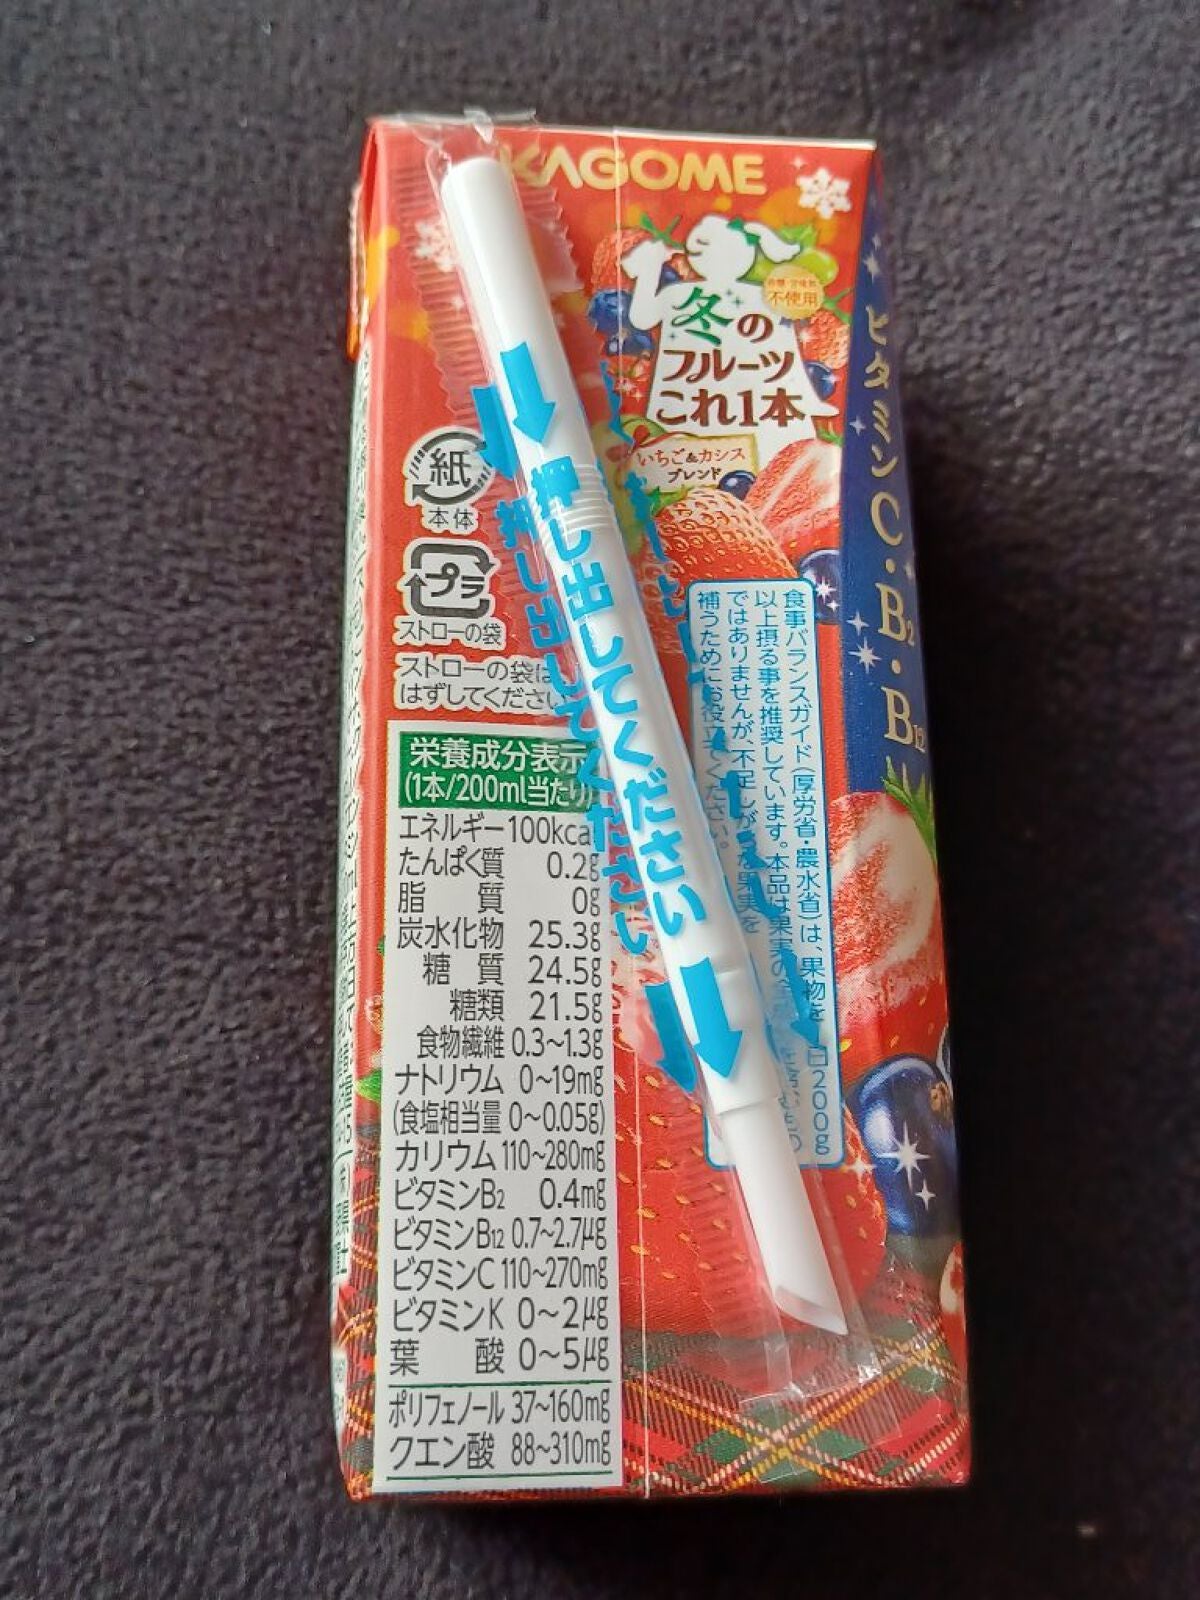 KAGOME
不使用
冬の
フルーツ
これ1本
いちご&カシス
ブレンド
ビタミンC・B2・B12
紙
本体
プラ
ストローの袋
ストローの袋は
はずしてください
押し出してください
押し出してください
食事バランスガイド(厚労省・農水省)は、果物を1日200g
以上摂る事を推奨しています。本品は果実の
ではありませんが、不足しがちな果実を
補うためにお役立てください。
栄養成分表示
(1本/200ml当たり)
エネルギー 100kca
たんぱく質 0.2g
脂質 0g
炭水化物 25.3g
糖質 24.5g
糖類 21.5g
食物繊維 0.3~1.3g
ナトリウム 0~19mg
(食塩相当量 0~0.05g)
カリウム 110~280mg
ビタミンB2 0.4mg
ビタミンB12 0.7~2.7μg
ビタミンC 110~270mg
ビタミンK 0~2μg
葉酸 0~5μg
ポリフェノール 37~160mg
クエン酸 88~310mg